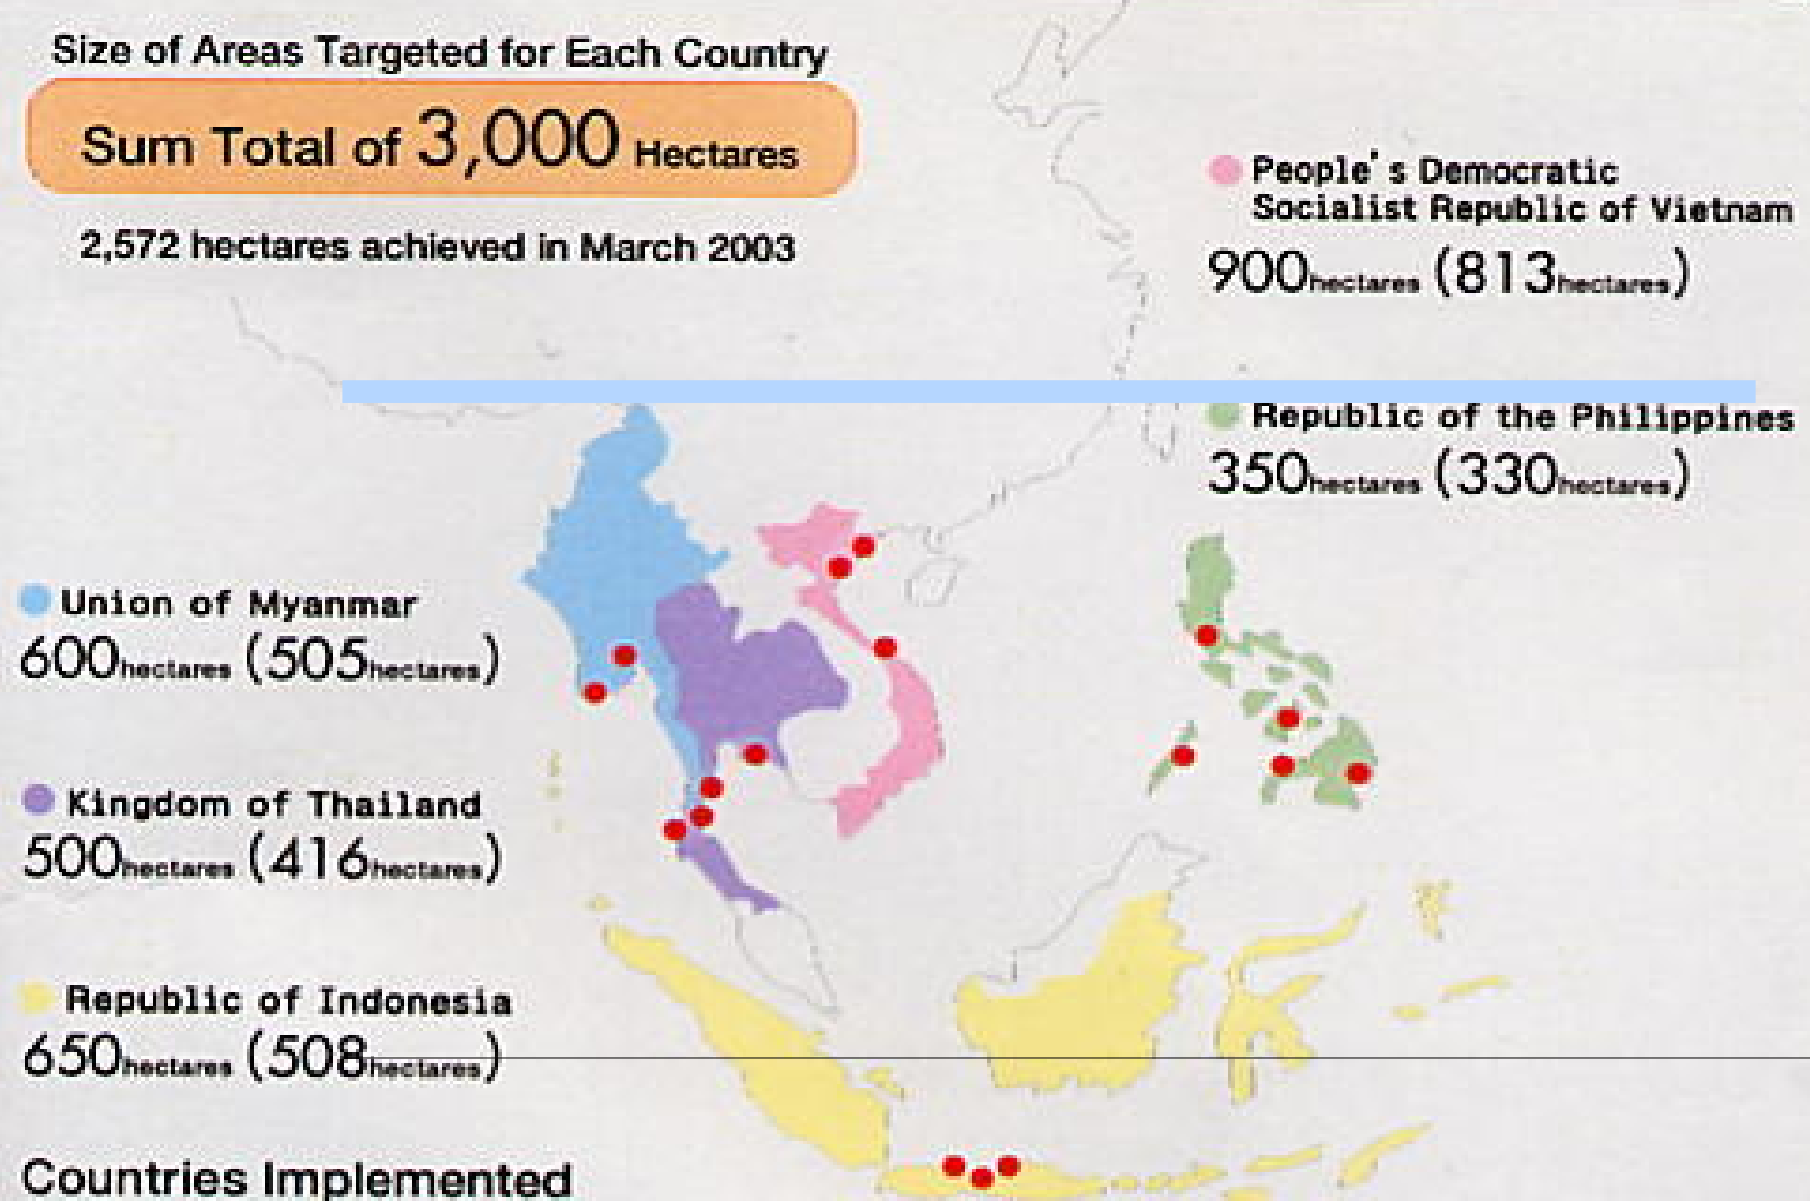 Size of Areas Targeted for Each Country
Sum Total of 3,000 Hectares
2,572 hectares achieved in March 2003
People's Democratic
Socialist Republic of Vietnam
900hectares (813hectares)
Republic of the Philippines
350hectares (330hectares)
Union of Myanmar
600hectares (505hectares)
Kingdom of Thailand
500hectares (416hectares)
Republic of Indonesia
650hectares (508hectares)
Countries Implemented